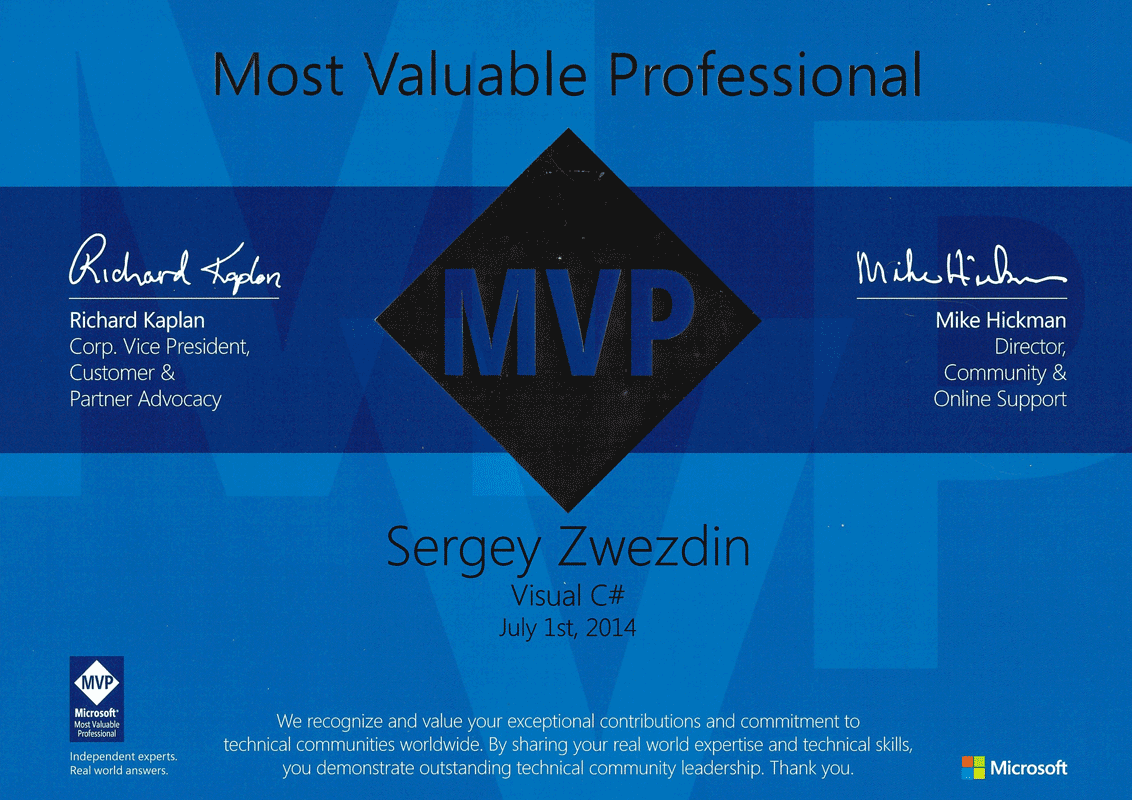 Most Valuable Professional
MVP
Richard Kaplan
Richard Kaplan
Corp. Vice President,
Customer &
Partner Advocacy
Mike Hickman
Mike Hickman
Director,
Community &
Online Support
Sergey Zwezdin
Visual C#
July 1st, 2014
MVP
Microsoft®
Most Valuable
Professional
Independent experts.
Real world answers.
We recognize and value your exceptional contributions and commitment to
technical communities worldwide. By sharing your real world expertise and technical skills,
you demonstrate outstanding technical community leadership. Thank you.
Microsoft